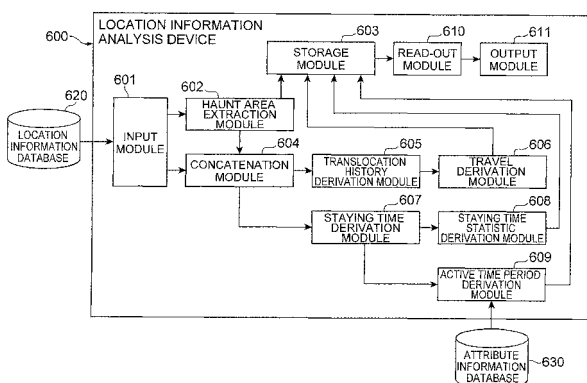 LOCATION INFORMATION
ANALYSIS DEVICE
600
603
STORAGE
MODULE
610
READ-OUT
MODULE
611
OUTPUT
MODULE
620
LOCATION
INFORMATION
DATABASE
601
INPUT
MODULE
602
HAUNT AREA
EXTRACTION
MODULE
604
CONCATENATION
MODULE
605
TRANSLOCATION
HISTORY
DERIVATION MODULE
606
TRAVEL
DERIVATION
MODULE
607
STAYING TIME
DERIVATION
MODULE
608
STAYING TIME
STATISTIC
DERIVATION MODULE
609
ACTIVE TIME PERIOD
DERIVATION
MODULE
ATTRIBUTE
INFORMATION
DATABASE
630